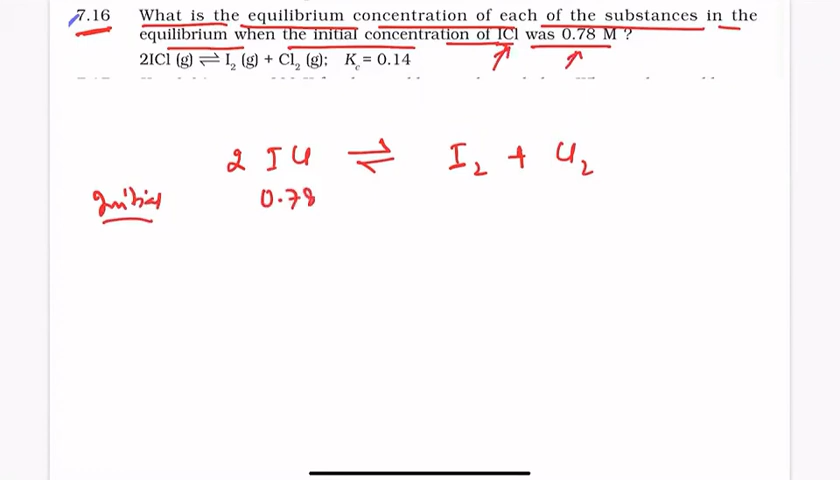 7.16 What is the equilibrium concentration of each of the substances in the
equilibrium when the initial concentration of ICl was 0.78 M ?
2ICl (g) ⇌ I₂ (g) + Cl₂ (g); K꜀ = 0.14
2 ICl ⇌ I₂ + Cl₂
Initial 0.78